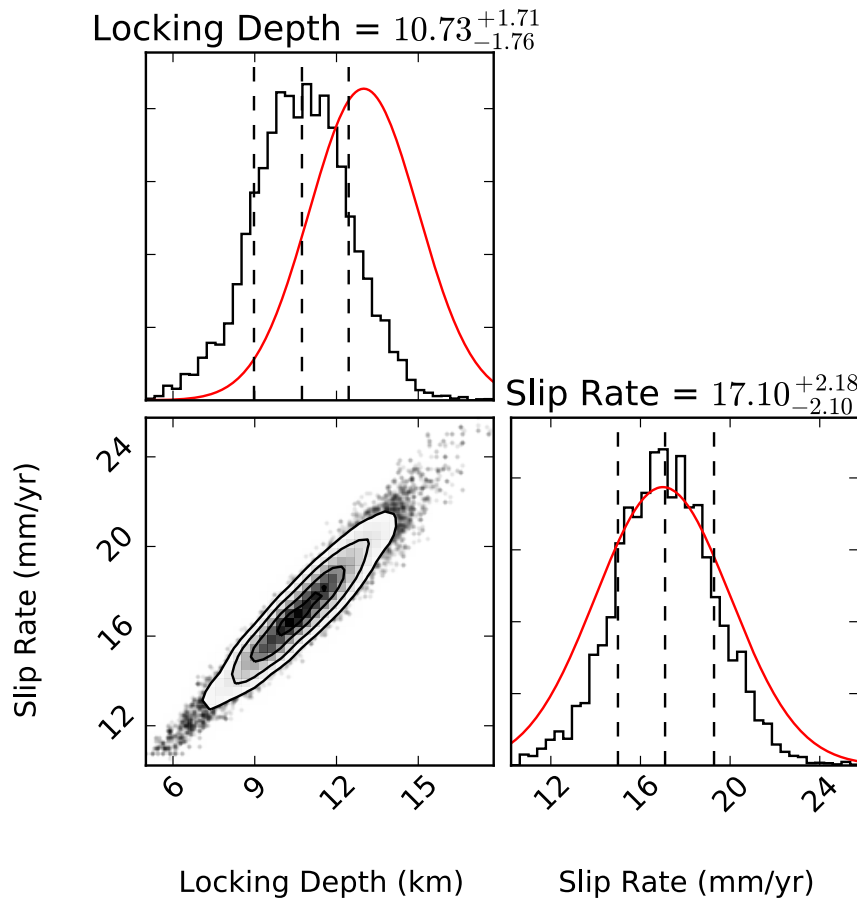 Locking Depth = 10.73 +1.71 −1.76
Slip Rate = 17.10 +2.18 −2.10
Slip Rate (mm/yr)
24
20
16
12
6 9 12 15
12 16 20 24
Locking Depth (km)
Slip Rate (mm/yr)